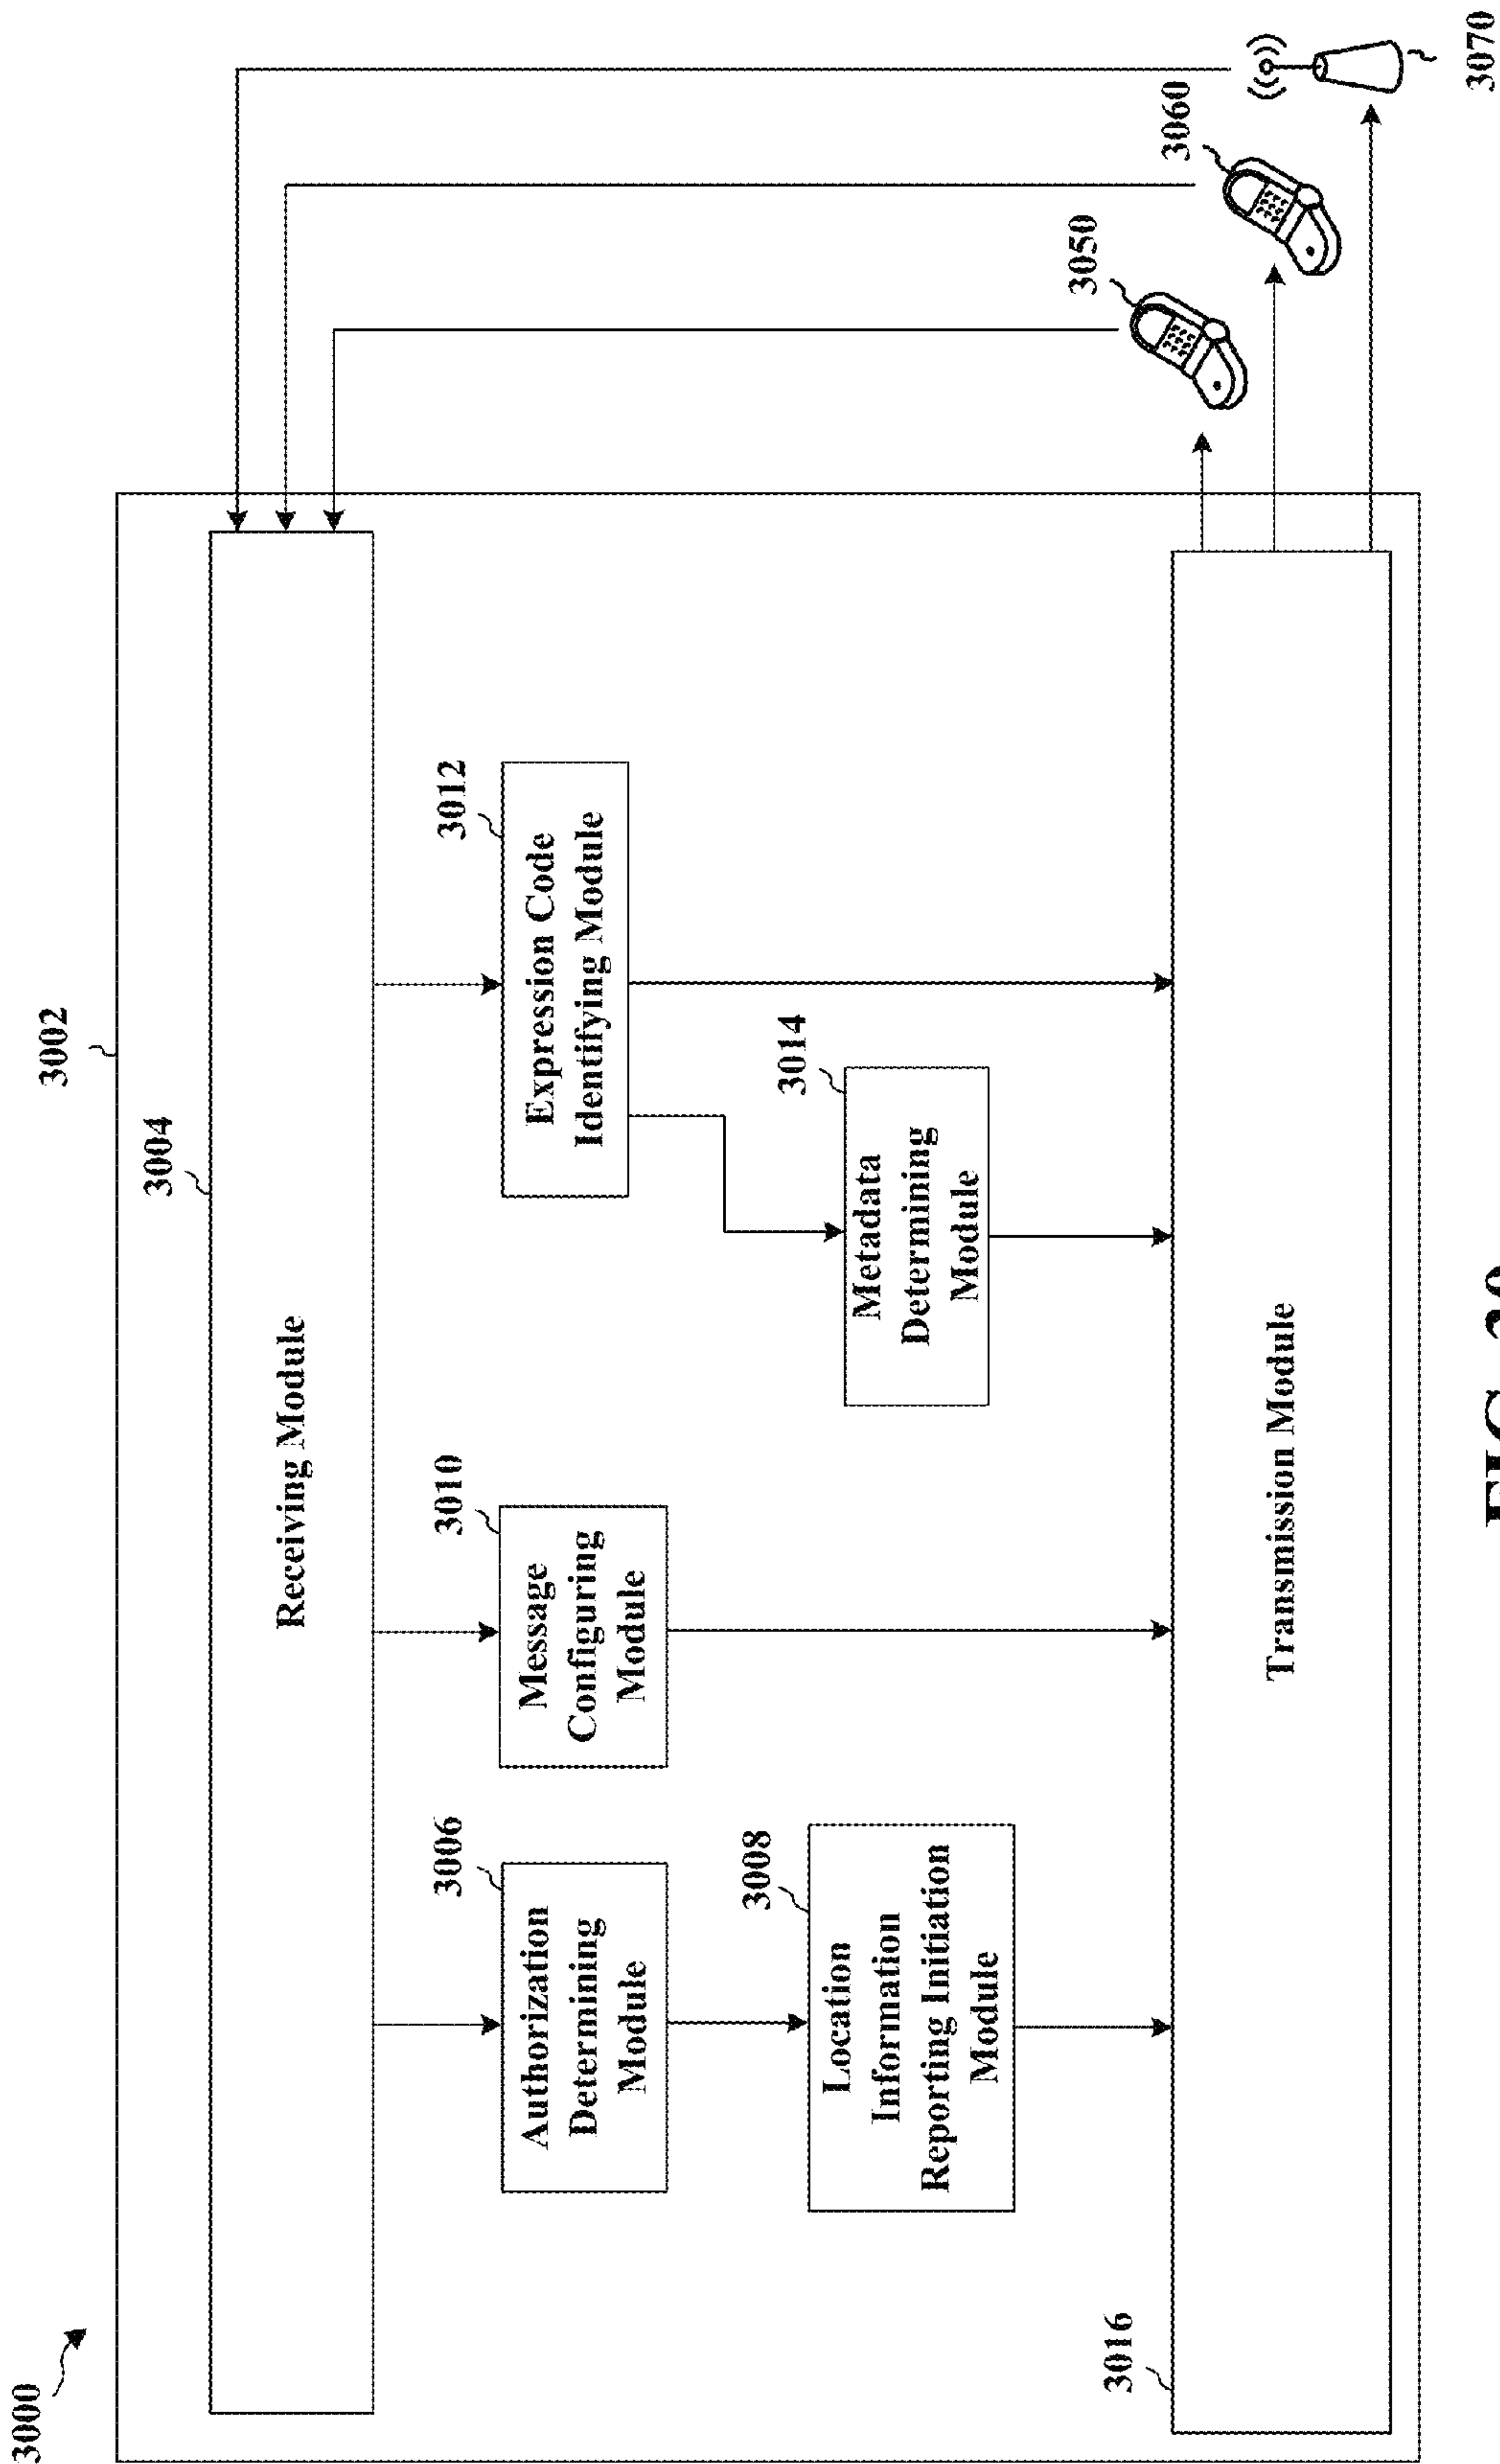 3000
3002
3004
Receiving Module
3006
Authorization
Determining
Module
3010
Message
Configuring
Module
3012
Expression Code
Identifying Module
3008
Location
Information
Reporting Initiation
Module
3014
Metadata
Determining
Module
3050
3060
3070
3016
Transmission Module
FIG.